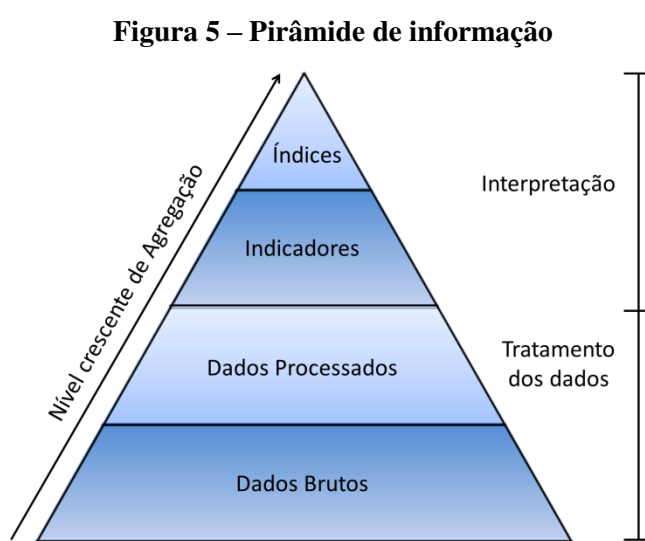 Figura 5 – Pirâmide de informação
Nível crescente de Agregação
Índices
Interpretação
Indicadores
Dados Processados
Tratamento
dos dados
Dados Brutos